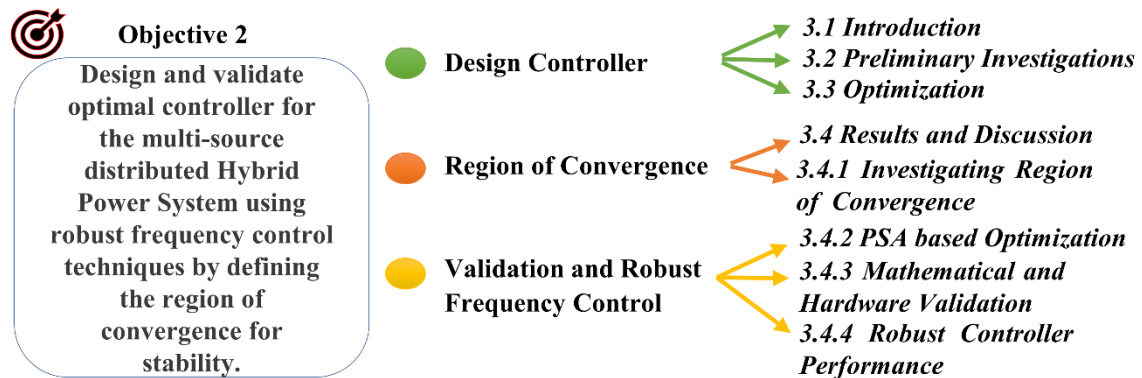 Objective 2
Design and validate
optimal controller for
the multi-source
distributed Hybrid
Power System using
robust frequency control
techniques by defining
the region of
convergence for
stability.
Design Controller
3.1 Introduction
3.2 Preliminary Investigations
3.3 Optimization
Region of Convergence
3.4 Results and Discussion
3.4.1 Investigating Region
of Convergence
Validation and Robust
Frequency Control
3.4.2 PSA based Optimization
3.4.3 Mathematical and
Hardware Validation
3.4.4 Robust Controller
Performance